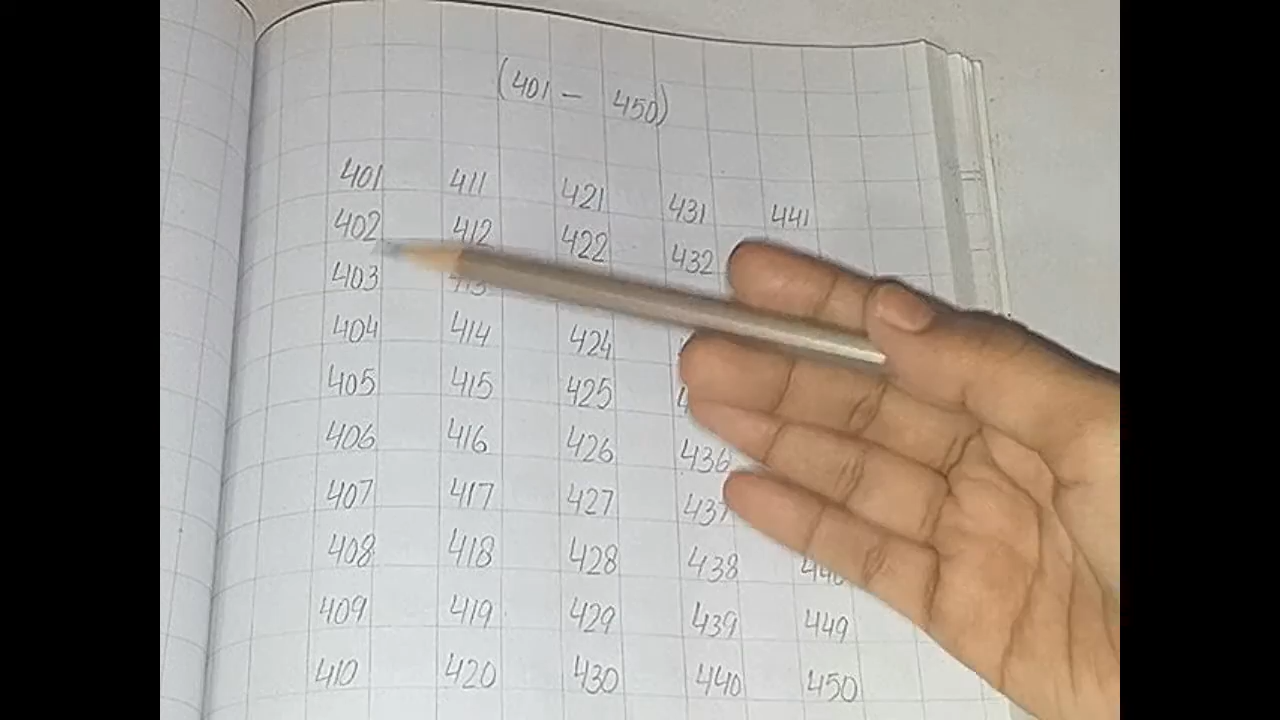 (401 - 450)
401 411 421 431 441
402 412 422 432
403 413
404 414 424
405 415 425
406 416 426 436
407 417 427 437
408 418 428 438
409 419 429 439 449
410 420 430 440 450